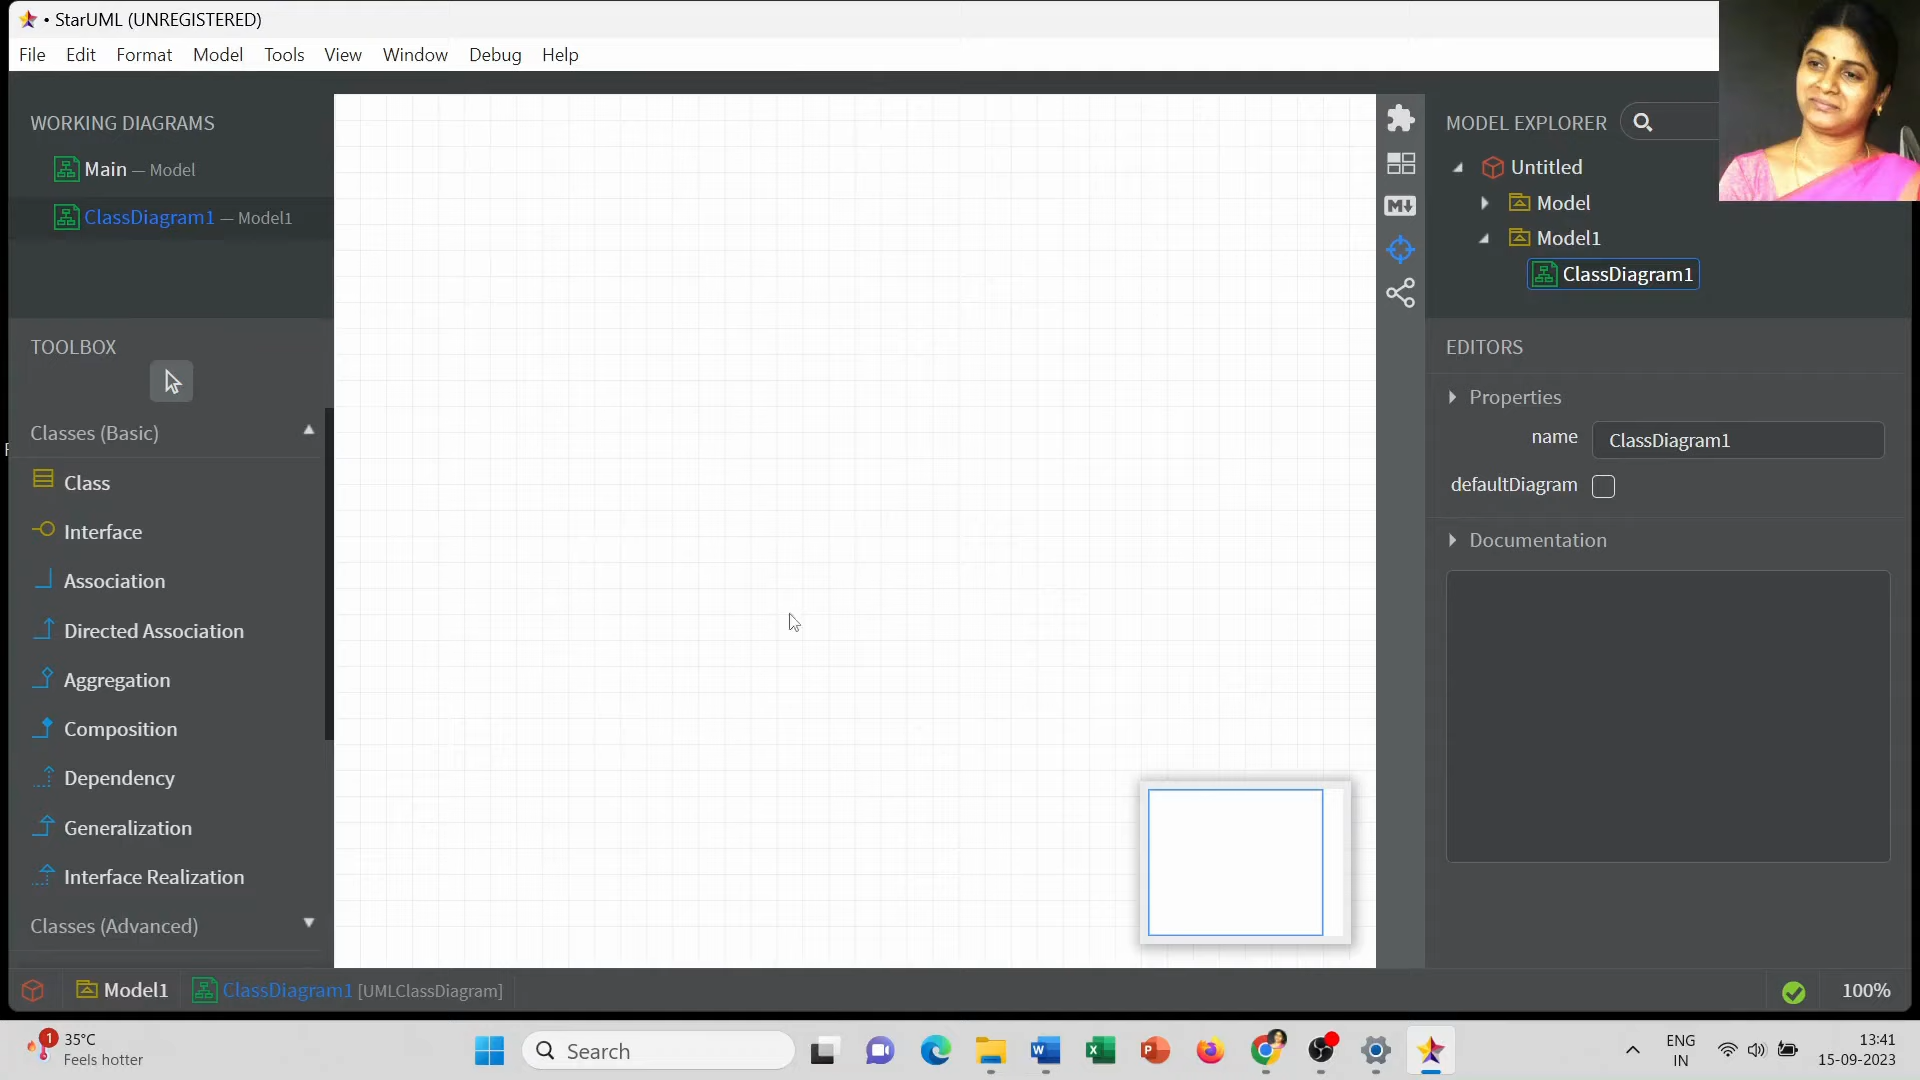 • StarUML (UNREGISTERED)
File Edit Format Model Tools View Window Debug Help
WORKING DIAGRAMS
Main — Model
ClassDiagram1 — Model1
TOOLBOX
Classes (Basic)
Class
Interface
Association
Directed Association
Aggregation
Composition
Dependency
Generalization
Interface Realization
Classes (Advanced)
M
MODEL EXPLORER
Untitled
Model
Model1
ClassDiagram1
EDITORS
Properties
name ClassDiagram1
defaultDiagram
Documentation
Model1 ClassDiagram1 [UMLClassDiagram]
100%
1
35°C
Feels hotter
Search
W
X
P
ENG
IN
13:41
15-09-2023